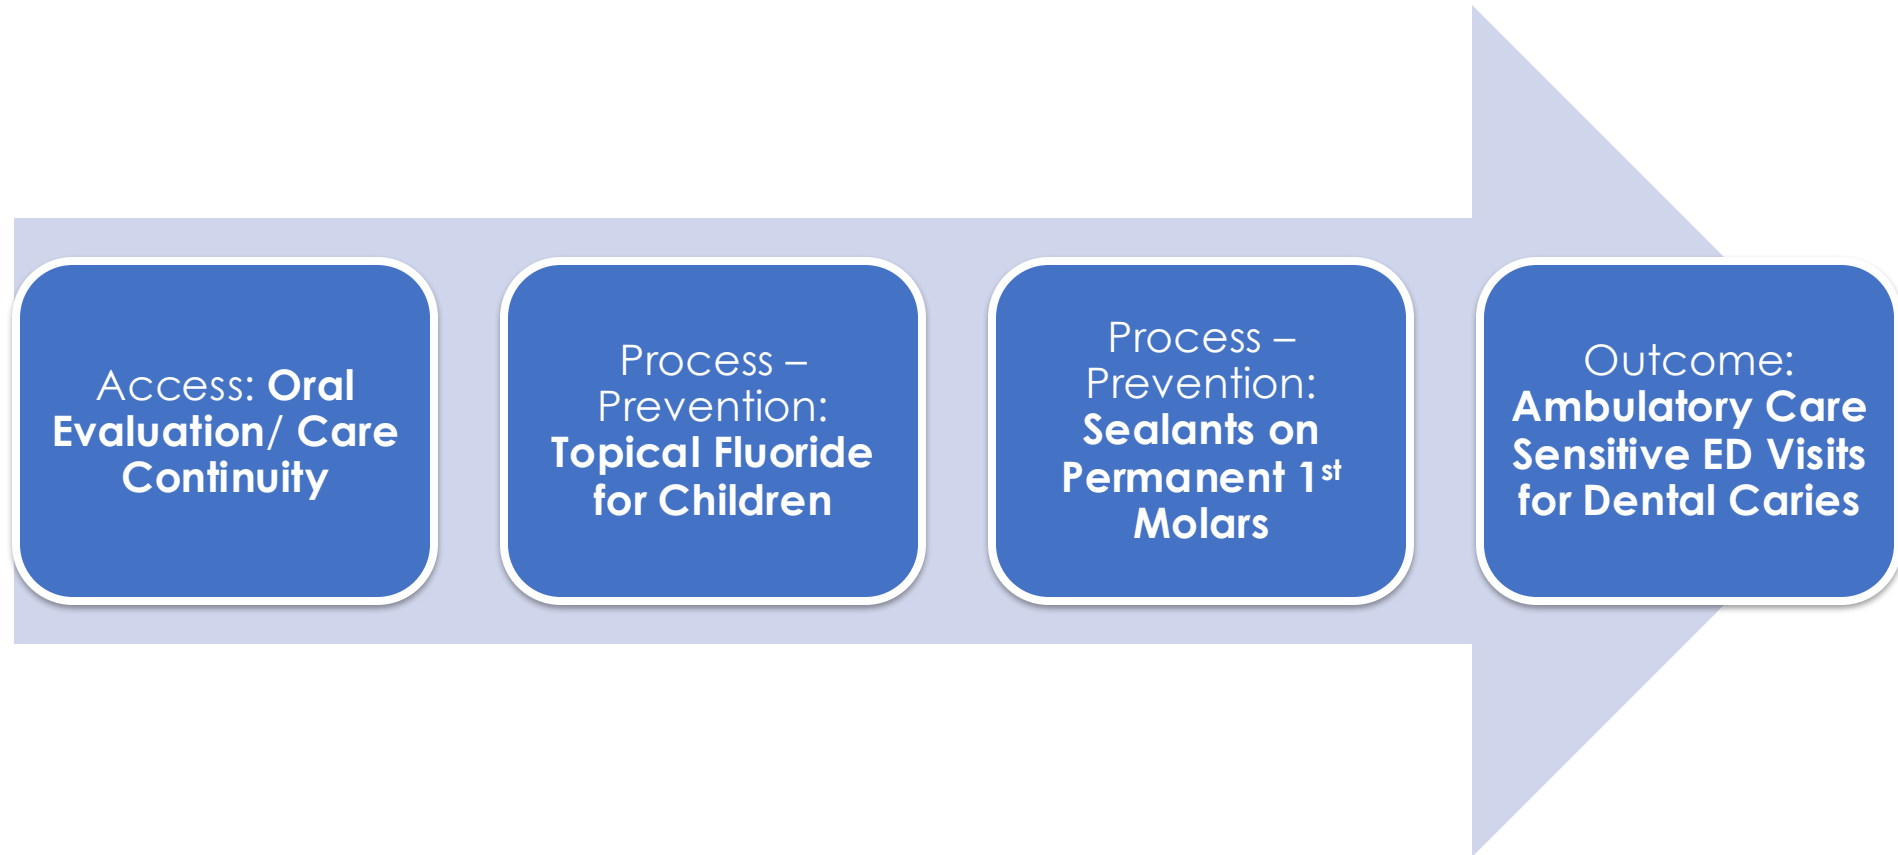 Access: Oral
Evaluation/ Care
Continuity
Process –
Prevention:
Topical Fluoride
for Children
Process –
Prevention:
Sealants on
Permanent 1st
Molars
Outcome:
Ambulatory Care
Sensitive ED Visits
for Dental Caries